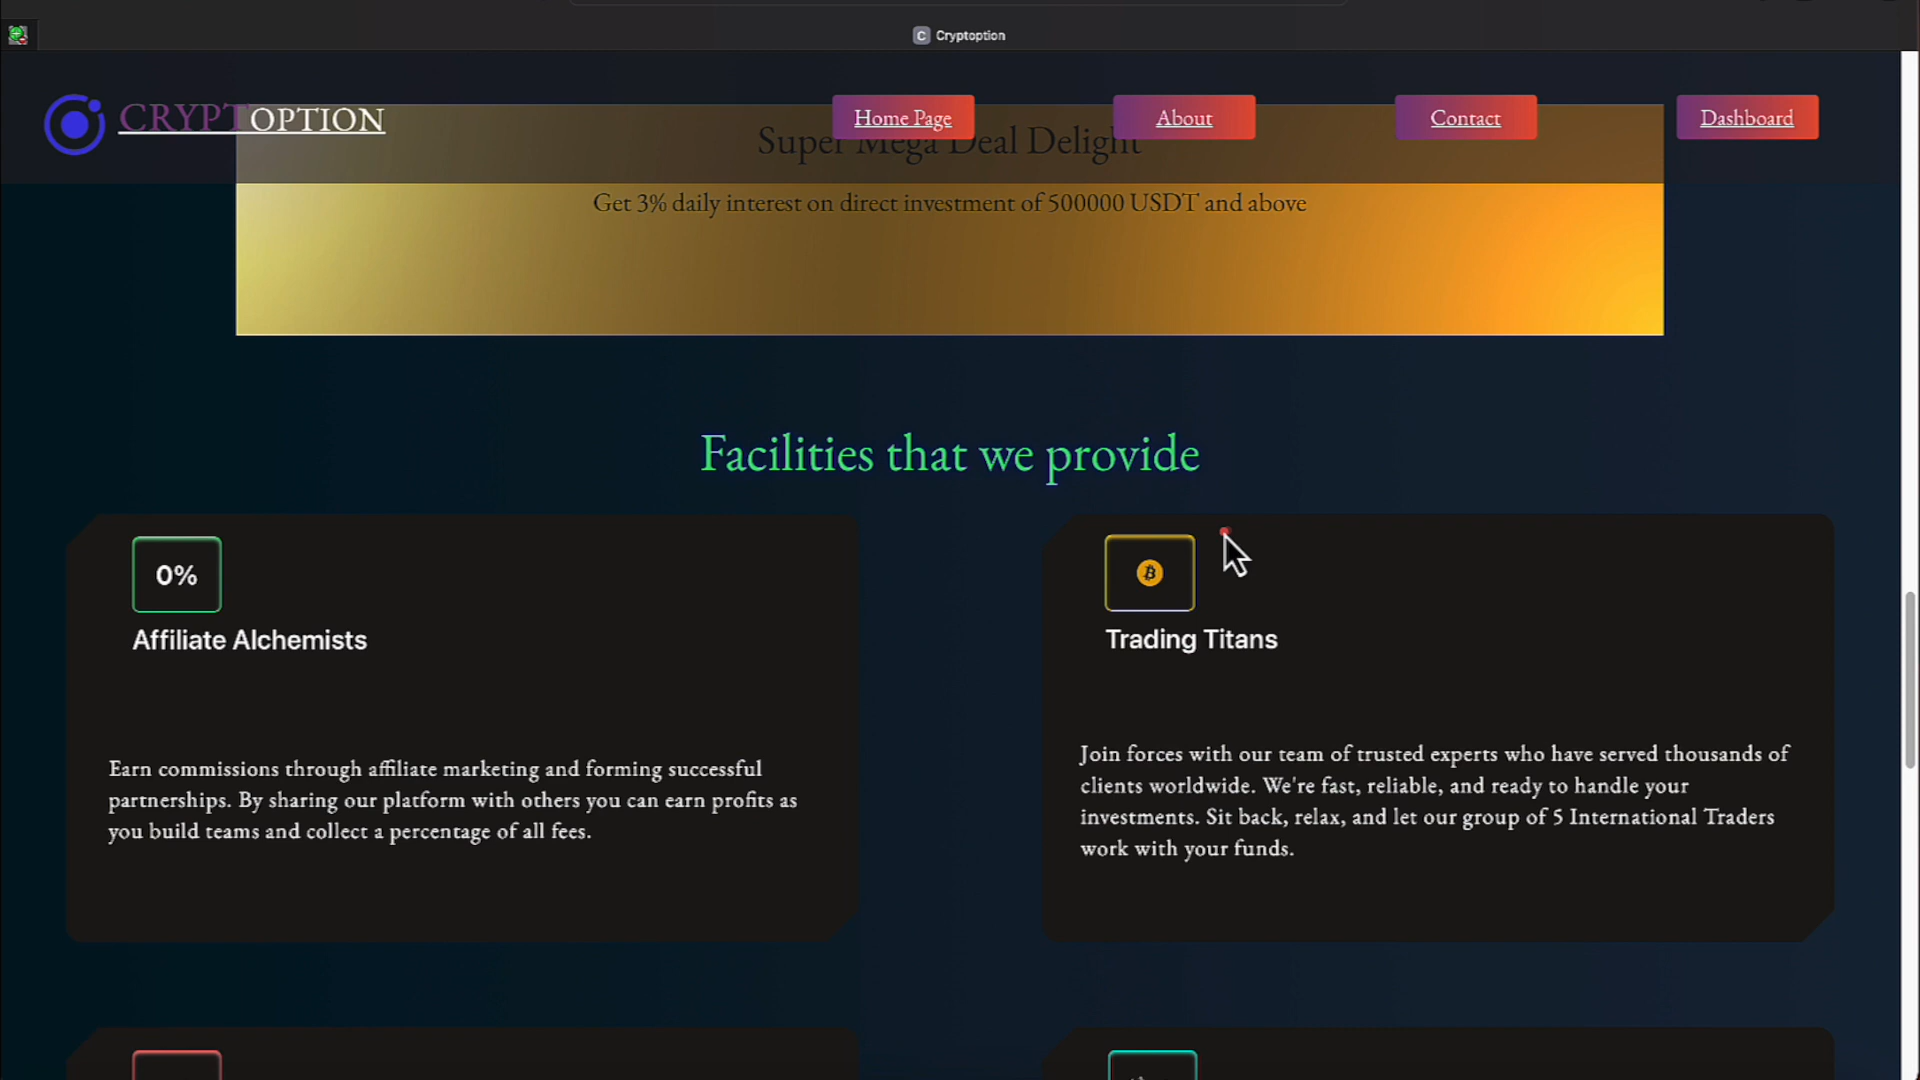 C Cryptoption
CRYPTOPTION
Home Page
About
Contact
Dashboard
Super Mega Deal Delight
Get 3% daily interest on direct investment of 500000 USDT and above
Facilities that we provide
0%
Affiliate Alchemists
Earn commissions through affiliate marketing and forming successful
partnerships. By sharing our platform with others you can earn profits as
you build teams and collect a percentage of all fees.
Trading Titans
Join forces with our team of trusted experts who have served thousands of
clients worldwide. We're fast, reliable, and ready to handle your
investments. Sit back, relax, and let our group of 5 International Traders
work with your funds.